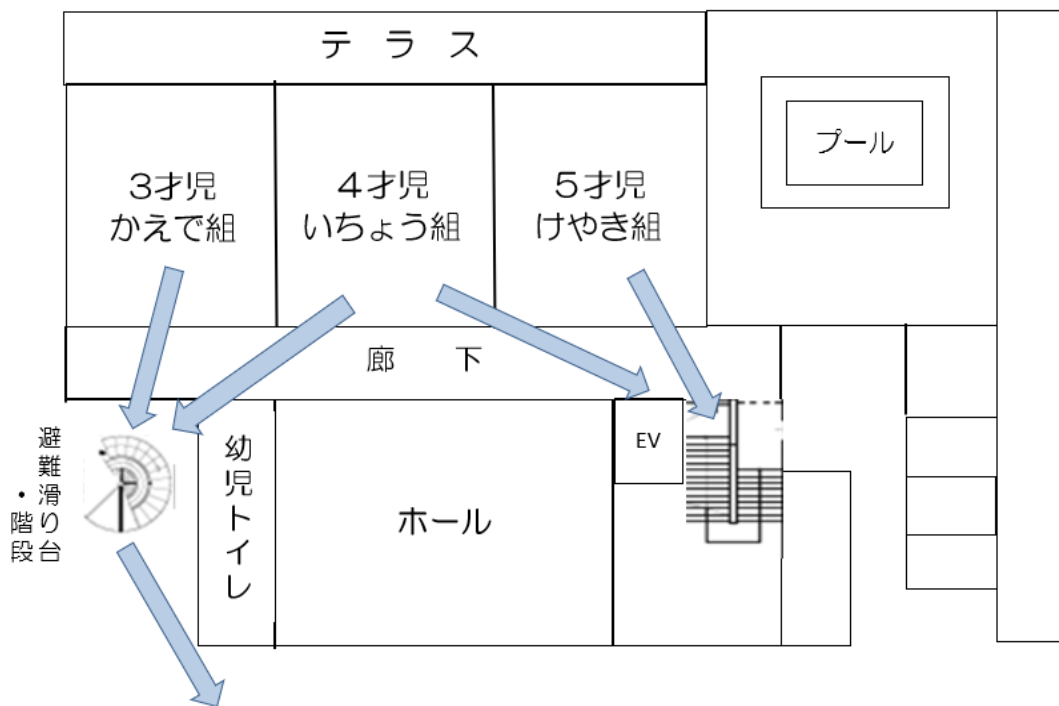 テ ラ ス
プール
３才児
かえで組
４才児
いちょう組
５才児
けやき組
廊 下
避難滑り台
・階段
幼児トイレ
ホール
EV